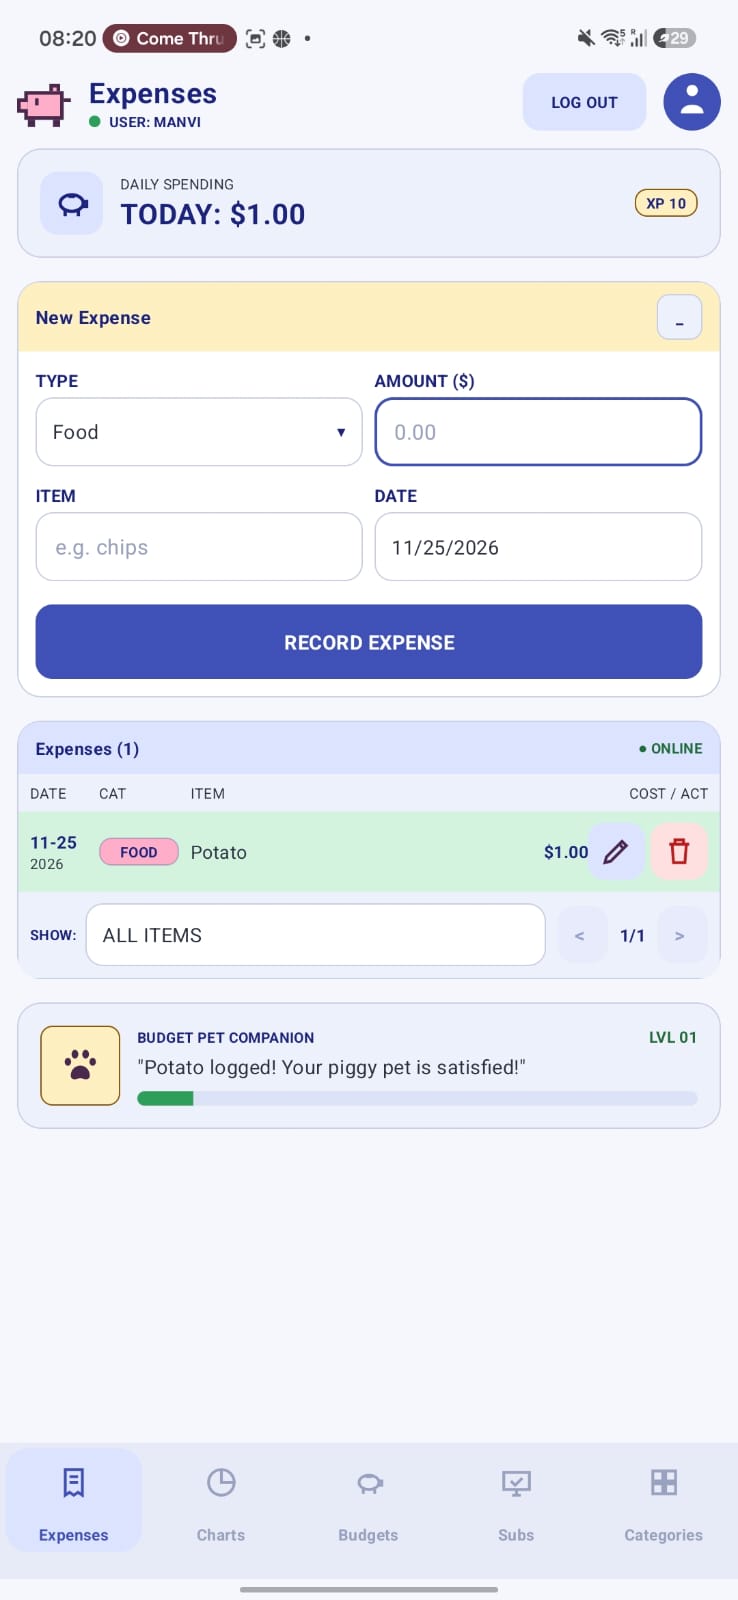 08:20 Come Thru 29
Expenses
USER: MANVI
LOG OUT
DAILY SPENDING
TODAY: $1.00
XP 10
New Expense
-
TYPE
AMOUNT ($)
Food
0.00
ITEM
DATE
e.g. chips
11/25/2026
RECORD EXPENSE
Expenses (1)
ONLINE
DATE CAT ITEM COST / ACT
11-25
2026
FOOD
Potato
$1.00
SHOW:
ALL ITEMS
< 1/1 >
BUDGET PET COMPANION
LVL 01
"Potato logged! Your piggy pet is satisfied!"
Expenses Charts Budgets Subs Categories